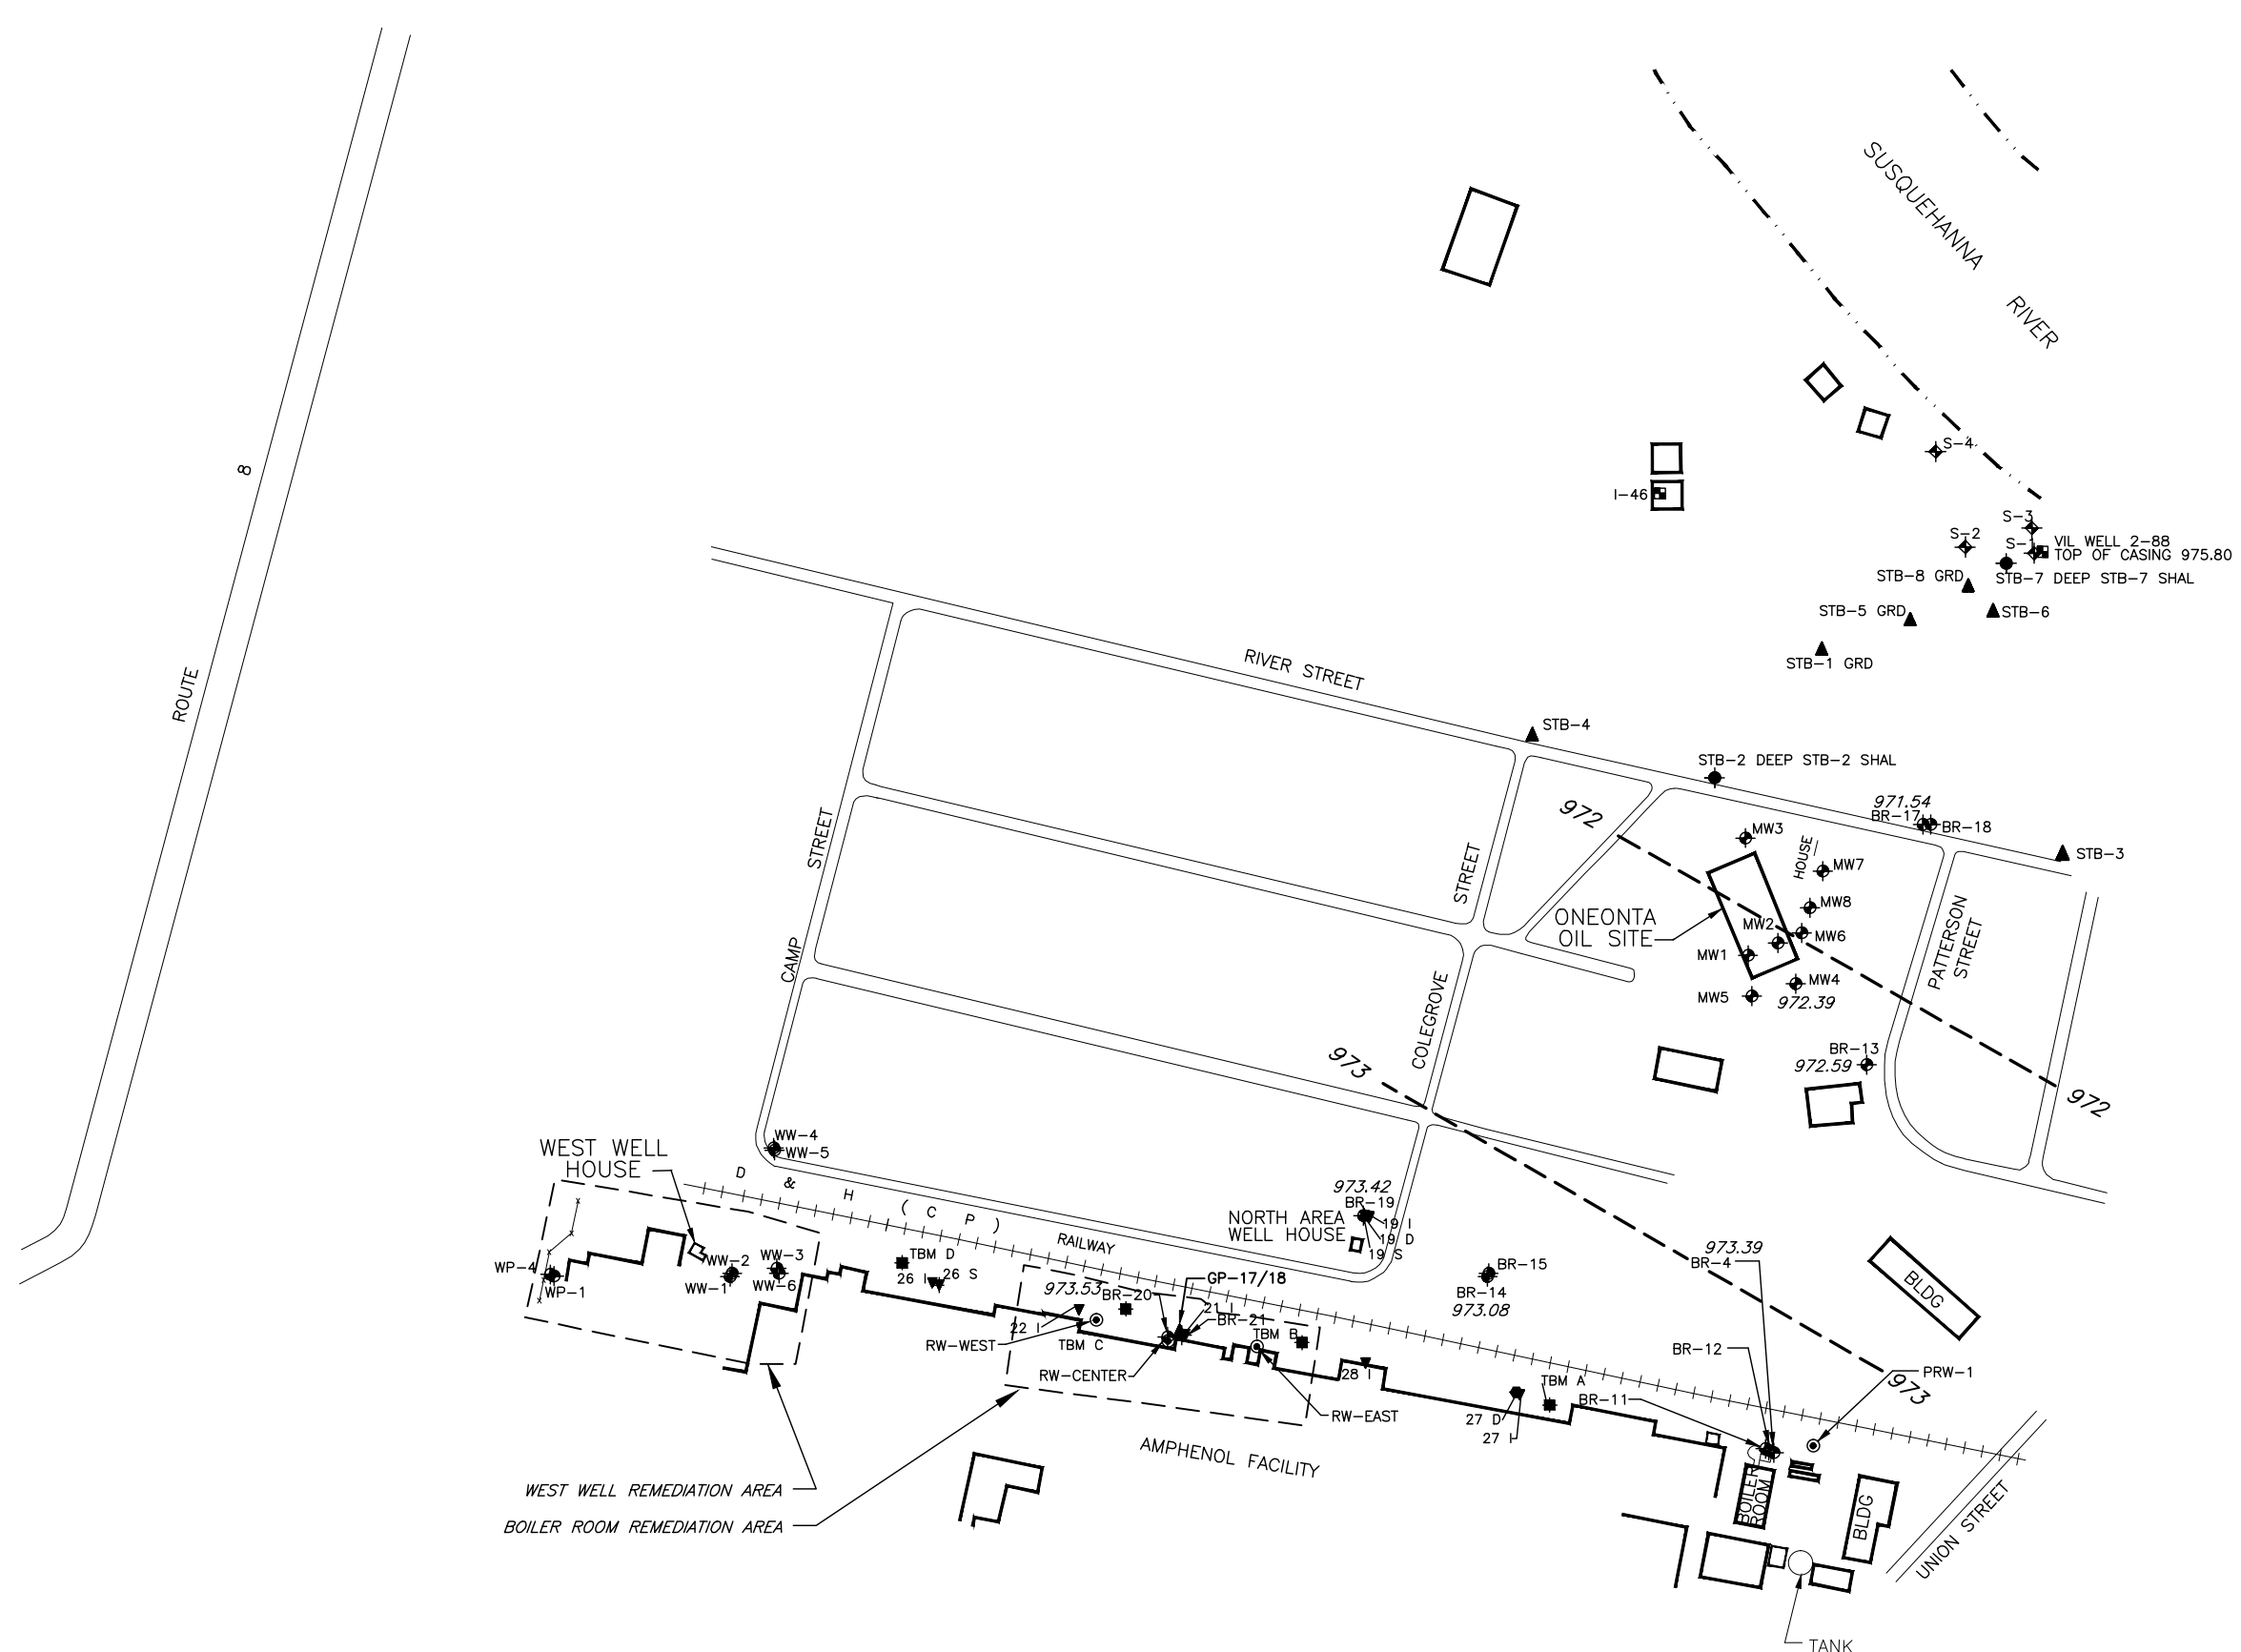 SUSQUEHANNA
RIVER
8
ROUTE
S-4
I-46
S-3
S-2
S-1
VIL WELL 2-88
TOP OF CASING 975.80
STB-8 GRD
STB-7 DEEP STB-7 SHAL
STB-5 GRD
STB-6
STB-1 GRD
RIVER STREET
STB-4
STB-2 DEEP STB-2 SHAL
972
971.54
BR-17
BR-18
MW3
HOUSE
STB-3
MW7
CAMP STREET
COLEGROVE STREET
MW8
ONEONTA
OIL SITE
MW2
MW6
MW1
PATTERSON
STREET
MW4
MW5
972.39
973
BR-13
972.59
972
WW-4
WW-5
WEST WELL
HOUSE
D & H (CP)
RAILWAY
973.42
BR-19
NORTH AREA
WELL HOUSE
19 I
19 D
19 S
973.39
BR-4
WP-4
WP-1
WW-2
WW-1
WW-3
WW-6
TBM D
26 I
26 S
973.53
BR-20
GP-17/18
21 I
BR-21
22 I
RW-WEST
TBM C
TBM B
RW-CENTER
RW-EAST
28 I
BR-15
BR-14
973.08
BLDG
BR-12
PRW-1
973
TBM A
BR-11
27 D
27 I
AMPHENOL FACILITY
WEST WELL REMEDIATION AREA
BOILER ROOM REMEDIATION AREA
BOILER
ROOM
BLDG
UNION STREET
TANK